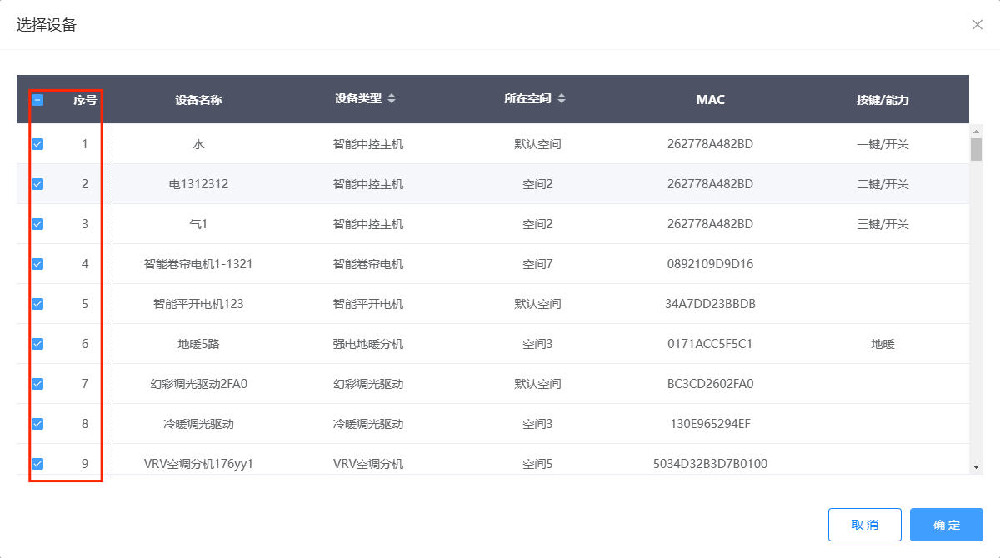 选择设备
序号 设备名称 设备类型 所在空间 MAC 按键/能力
1 水 智能中控主机 默认空间 262778A482BD 一键/开关
2 电1312312 智能中控主机 空间2 262778A482BD 二键/开关
3 气1 智能中控主机 空间2 262778A482BD 三键/开关
4 智能卷帘电机1-1321 智能卷帘电机 空间7 0892109D9D16
5 智能平开电机123 智能平开电机 默认空间 34A7DD23BBDB
6 地暖5路 强电地暖分机 空间3 0171ACC5F5C1 地暖
7 幻彩调光驱动2FA0 幻彩调光驱动 默认空间 BC3CD2602FA0
8 冷暖调光驱动 冷暖调光驱动 空间3 130E965294EF
9 VRV空调分机176yy1 VRV空调分机 空间5 5034D32B3D7B0100
取消 确定